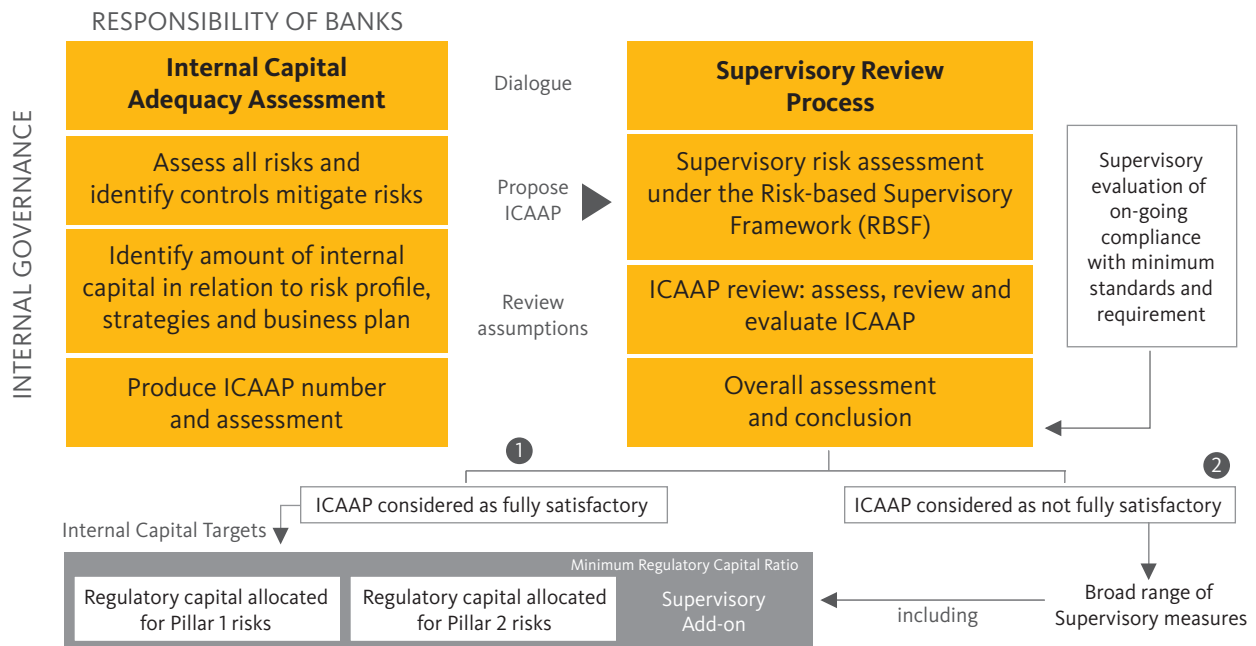 RESPONSIBILITY OF BANKS
INTERNAL GOVERNANCE
Internal Capital
Adequacy Assessment
Assess all risks and
identify controls mitigate risks
Identify amount of internal
capital in relation to risk profile,
strategies and business plan
Produce ICAAP number
and assessment
Dialogue
Propose
ICAAP
Review
assumptions
Supervisory Review
Process
Supervisory risk assessment
under the Risk-based Supervisory
Framework (RBSF)
ICAAP review: assess, review and
evaluate ICAAP
Overall assessment
and conclusion
Supervisory
evaluation of
on-going
compliance
with minimum
standards and
requirement
1
2
ICAAP considered as fully satisfactory
ICAAP considered as not fully satisfactory
Internal Capital Targets
Minimum Regulatory Capital Ratio
Regulatory capital allocated
for Pillar 1 risks
Regulatory capital allocated
for Pillar 2 risks
Supervisory
Add-on
including
Broad range of
Supervisory measures